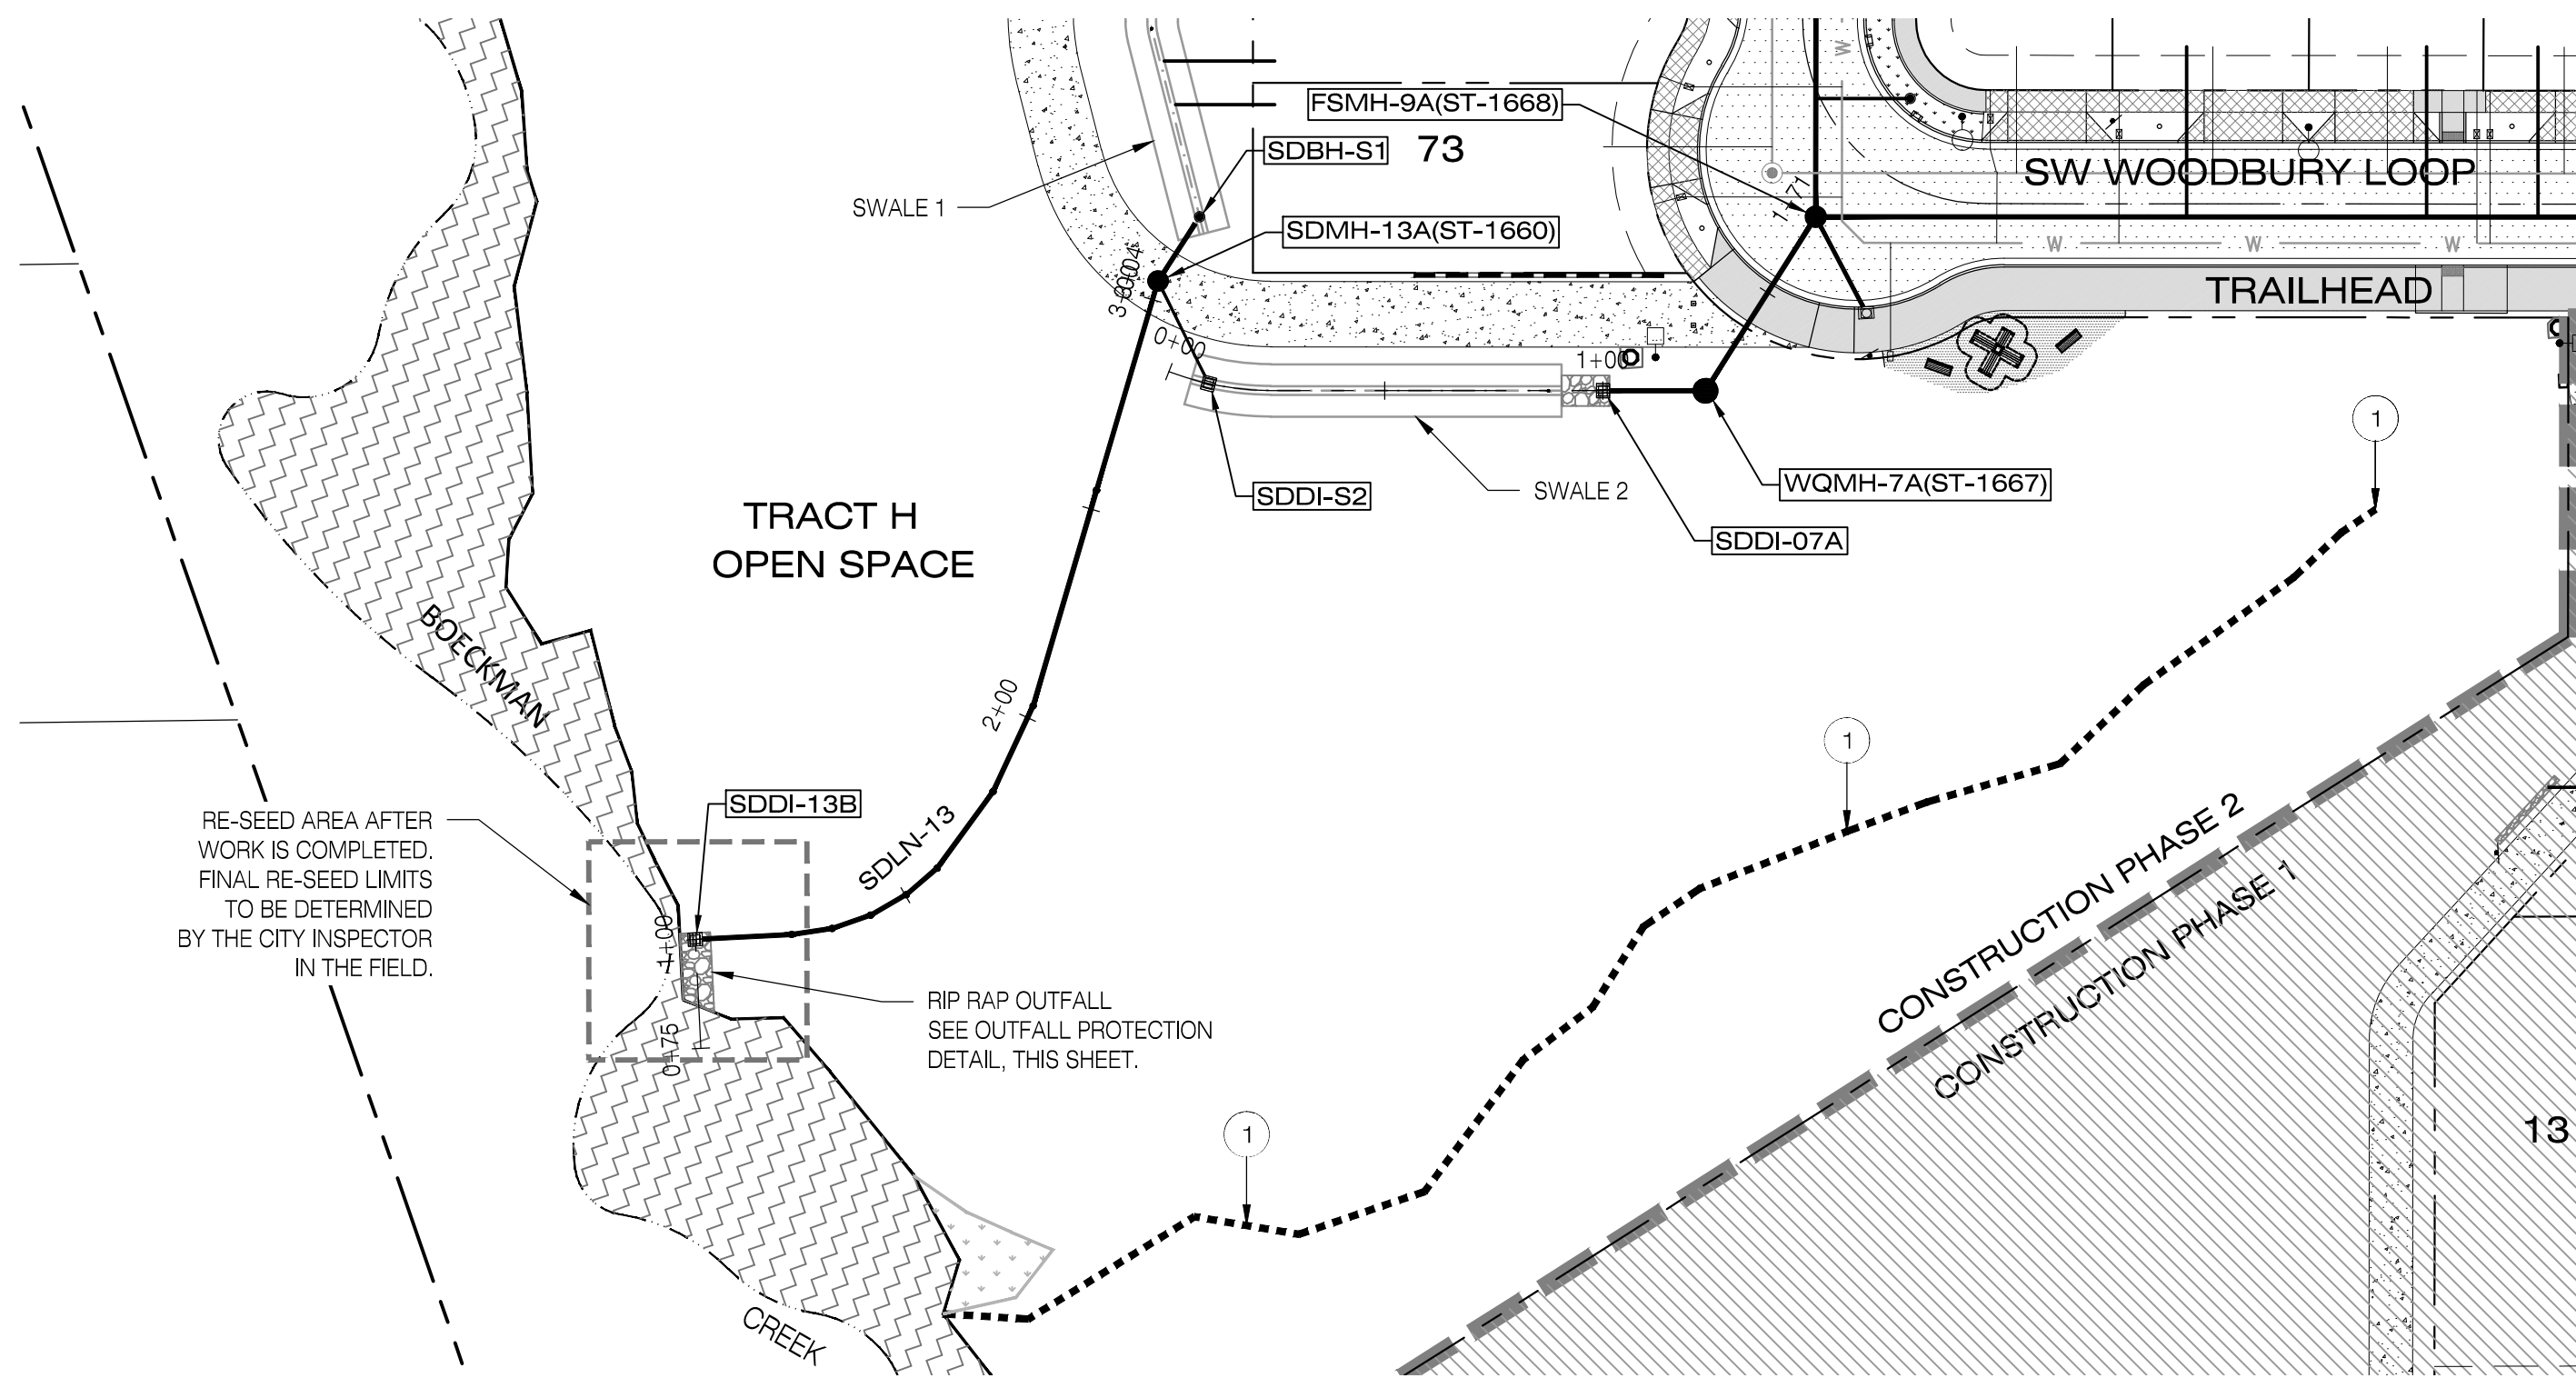 FSMH-9A(ST-1668)
SDBH-S1
73
SW WOODBURY LOOP
W
SWALE 1
SDMH-13A(ST-1660)
1+71
W
W
W
TRAILHEAD
0+00
1+00
1
SDDI-S2
SWALE 2
WQMH-7A(ST-1667)
SDDI-07A
TRACT H
OPEN SPACE
BOECKMAN
2+00
1
SDDI-13B
SDLN-13
RE-SEED AREA AFTER
WORK IS COMPLETED.
FINAL RE-SEED LIMITS
TO BE DETERMINED
BY THE CITY INSPECTOR
IN THE FIELD.
1+00
0+75
RIP RAP OUTFALL
SEE OUTFALL PROTECTION
DETAIL, THIS SHEET.
CONSTRUCTION PHASE 2
CONSTRUCTION PHASE 1
1
13
CREEK